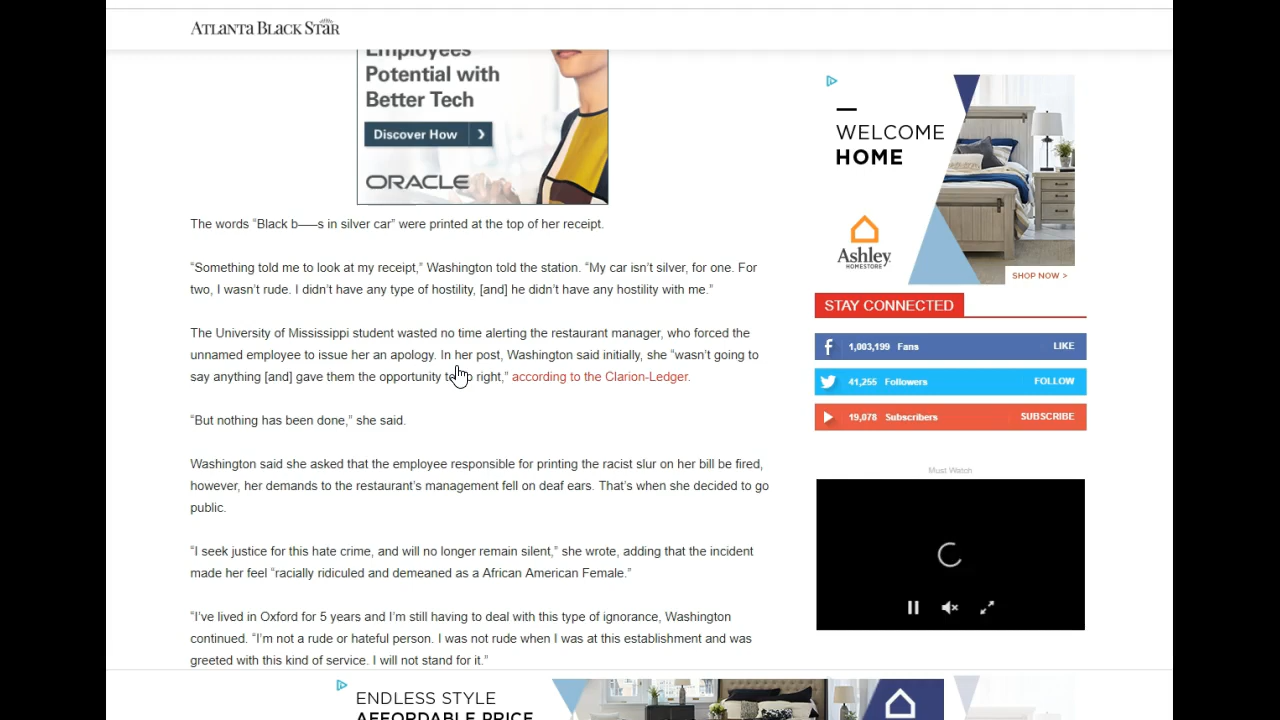 ATLANTA BLACK STAR
Employees
Potential with
Better Tech
Discover How
ORACLE
The words “Black b——s in silver car” were printed at the top of her receipt.
“Something told me to look at my receipt,” Washington told the station. “My car isn’t silver, for one. For
two, I wasn’t rude. I didn’t have any type of hostility, [and] he didn’t have any hostility with me.”
The University of Mississippi student wasted no time alerting the restaurant manager, who forced the
unnamed employee to issue her an apology. In her post, Washington said initially, she “wasn’t going to
say anything [and] gave them the opportunity right,” according to the Clarion-Ledger.
“But nothing has been done,” she said.
Washington said she asked that the employee responsible for printing the racist slur on her bill be fired,
however, her demands to the restaurant’s management fell on deaf ears. That’s when she decided to go
public.
“I seek justice for this hate crime, and will no longer remain silent,” she wrote, adding that the incident
made her feel “racially ridiculed and demeaned as a African American Female.”
“I’ve lived in Oxford for 5 years and I’m still having to deal with this type of ignorance, Washington
continued. “I’m not a rude or hateful person. I was not rude when I was at this establishment and was
greeted with this kind of service. I will not stand for it.”
WELCOME
HOME
Ashley
HOMESTORE
SHOP NOW >
STAY CONNECTED
1,003,199 Fans LIKE
41,255 Followers FOLLOW
19,078 Subscribers SUBSCRIBE
Must Watch
ENDLESS STYLE
AFFORDABLE PRICE